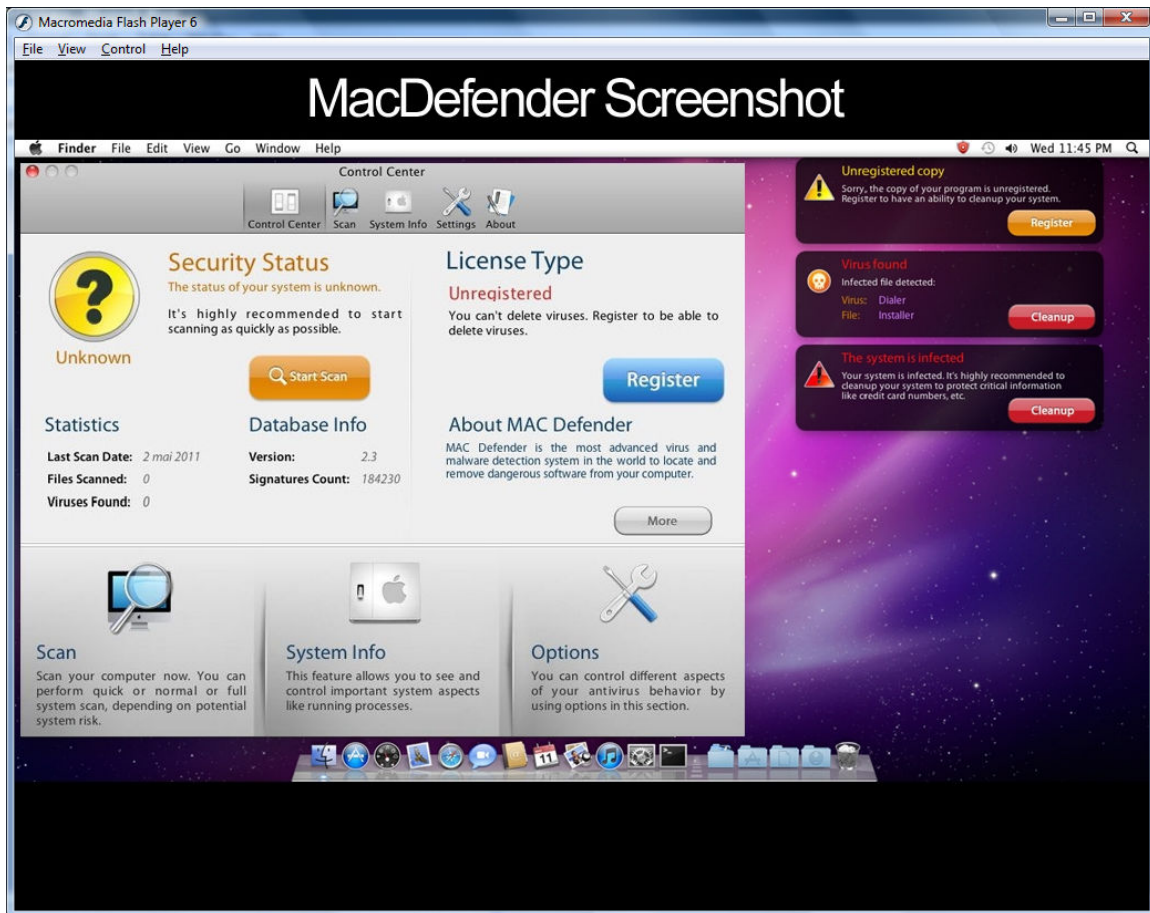 Macromedia Flash Player 6
File View Control Help
MacDefender Screenshot
Finder File Edit View Go Window Help
Wed 11:45 PM
Control Center
Control Center Scan System Info Settings About
Security Status
The status of your system is unknown.
It's highly recommended to start
scanning as quickly as possible.
Unknown
Start Scan
License Type
Unregistered
You can't delete viruses. Register to be able to
delete viruses.
Register
Statistics
Last Scan Date: 2 mai 2011
Files Scanned: 0
Viruses Found: 0
Database Info
Version: 2.3
Signatures Count: 184230
About MAC Defender
MAC Defender is the most advanced virus and
malware detection system in the world to locate and
remove dangerous software from your computer.
More
Scan
Scan your computer now. You can
perform quick or normal or full
system scan, depending on potential
system risk.
System Info
This feature allows you to see and
control important system aspects
like running processes.
Options
You can control different aspects
of your antivirus behavior by
using options in this section.
Unregistered copy
Sorry, the copy of your program is unregistered.
Register to have an ability to cleanup your system.
Register
Virus found
Infected file detected:
Virus: Dialer
File: Installer
Cleanup
The system is infected
Your system is infected. It's highly recommended to
cleanup your system to protect critical information
like credit card numbers, etc.
Cleanup
11